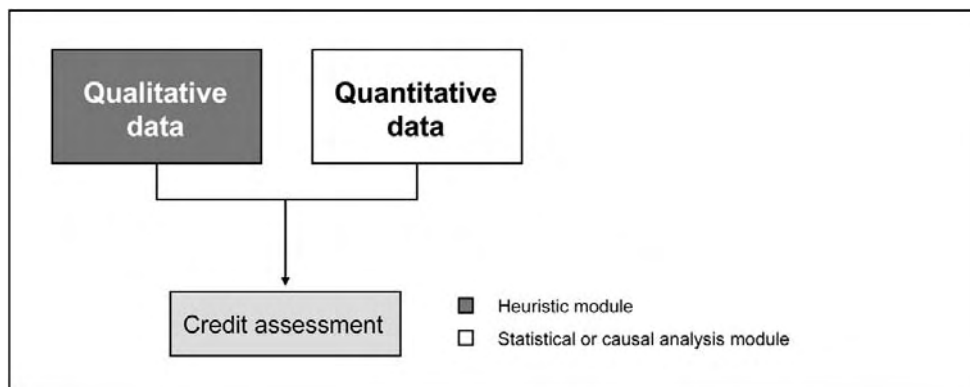 Qualitative
data
Quantitative
data
Credit assessment
Heuristic module
Statistical or causal analysis module